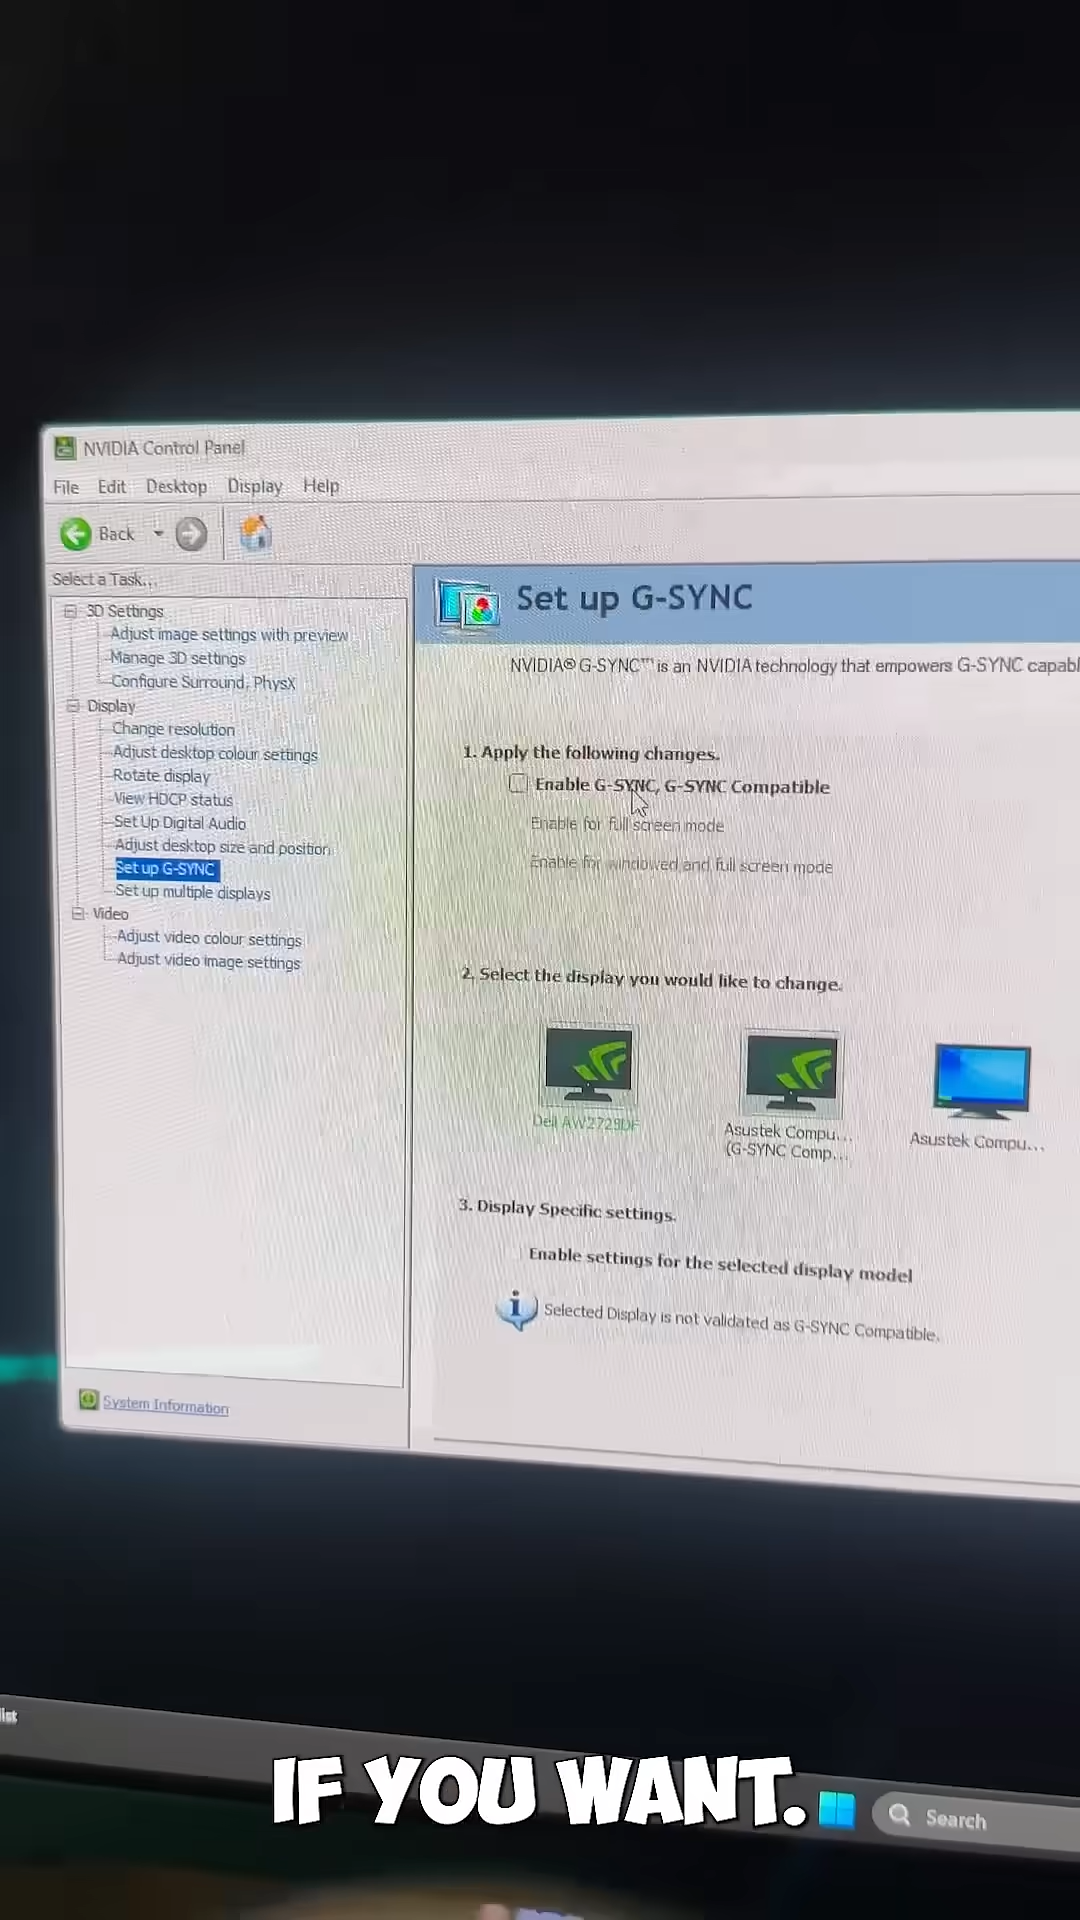 NVIDIA Control Panel
File Edit Desktop Display Help
Back
Select a Task...
3D Settings
Adjust image settings with preview
Manage 3D settings
Configure Surround, PhysX
Display
Change resolution
Adjust desktop colour settings
Rotate display
View HDCP status
Set Up Digital Audio
Adjust desktop size and position
Set up G-SYNC
Set up multiple displays
Video
Adjust video colour settings
Adjust video image settings
System Information
Set up G-SYNC
NVIDIA® G-SYNC™ is an NVIDIA technology that empowers G-SYNC capabl
1. Apply the following changes.
Enable G-SYNC, G-SYNC Compatible
Enable for full screen mode
Enable for windowed and full screen mode
2. Select the display you would like to change.
Dell AW2725DF
Asustek Compu...
(G-SYNC Comp...
Asustek Compu...
3. Display Specific settings.
Enable settings for the selected display model
Selected Display is not validated as G-SYNC Compatible.
list
IF YOU WANT.
Search